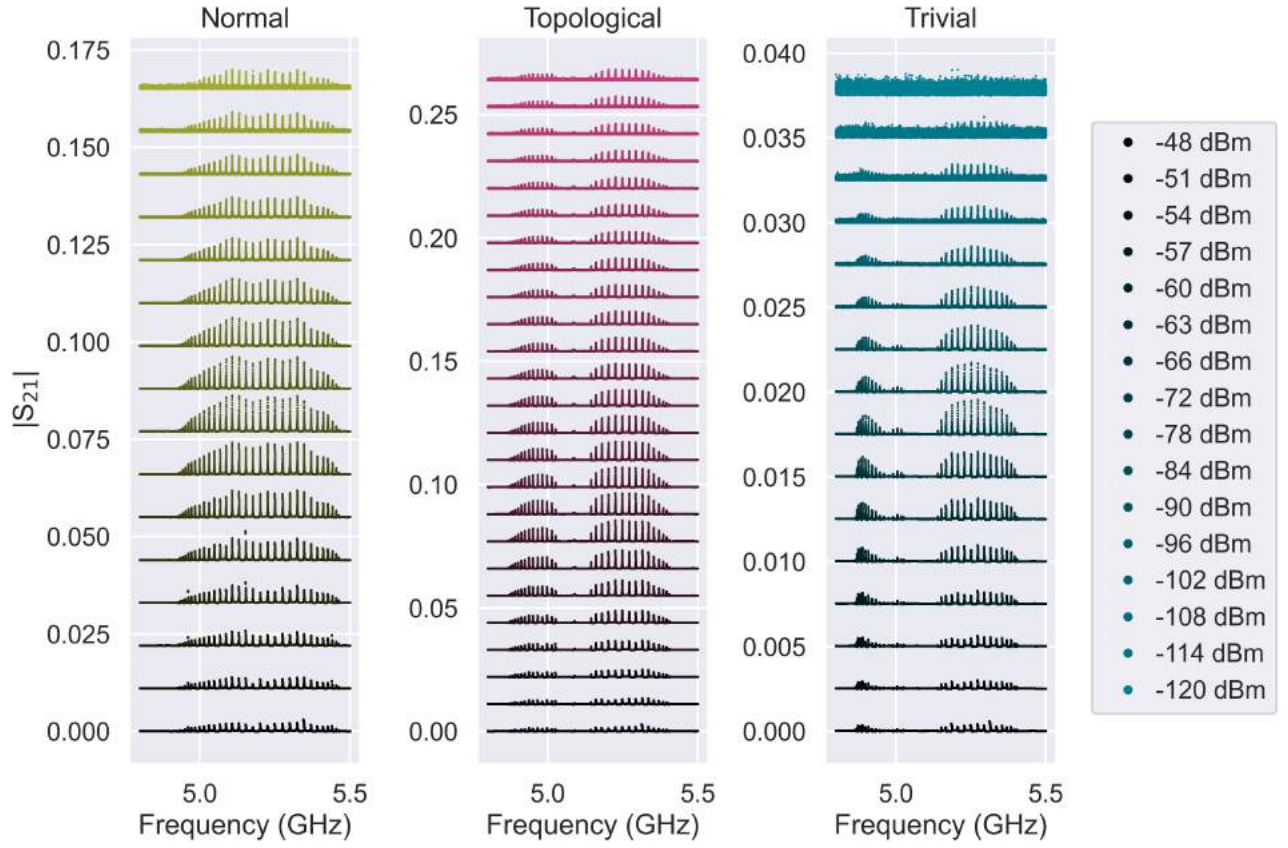 Normal
Topological
Trivial
|S21|
0.175
0.150
0.125
0.100
0.075
0.050
0.025
0.000
0.25
0.20
0.15
0.10
0.05
0.00
0.040
0.035
0.030
0.025
0.020
0.015
0.010
0.005
0.000
5.0
5.5
Frequency (GHz)
5.0
5.5
Frequency (GHz)
5.0
5.5
Frequency (GHz)
-48 dBm
-51 dBm
-54 dBm
-57 dBm
-60 dBm
-63 dBm
-66 dBm
-72 dBm
-78 dBm
-84 dBm
-90 dBm
-96 dBm
-102 dBm
-108 dBm
-114 dBm
-120 dBm